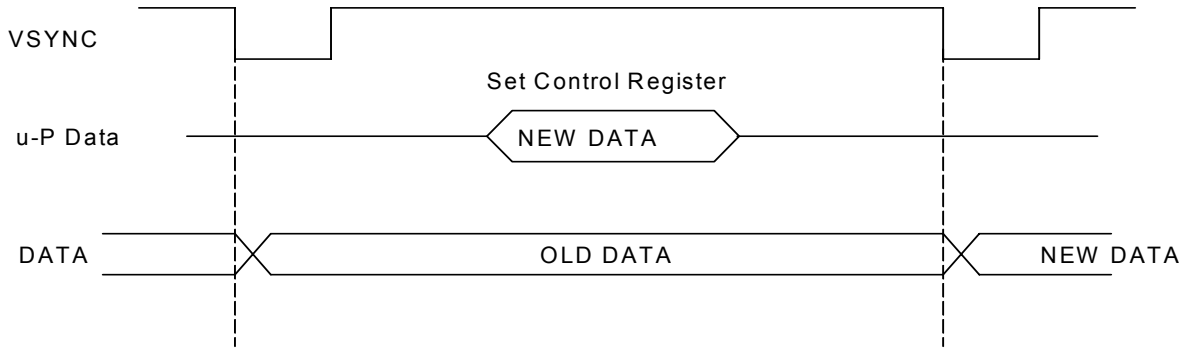 VSYNC
Set Control Register
u-P Data
NEW DATA
DATA
OLD DATA
NEW DATA